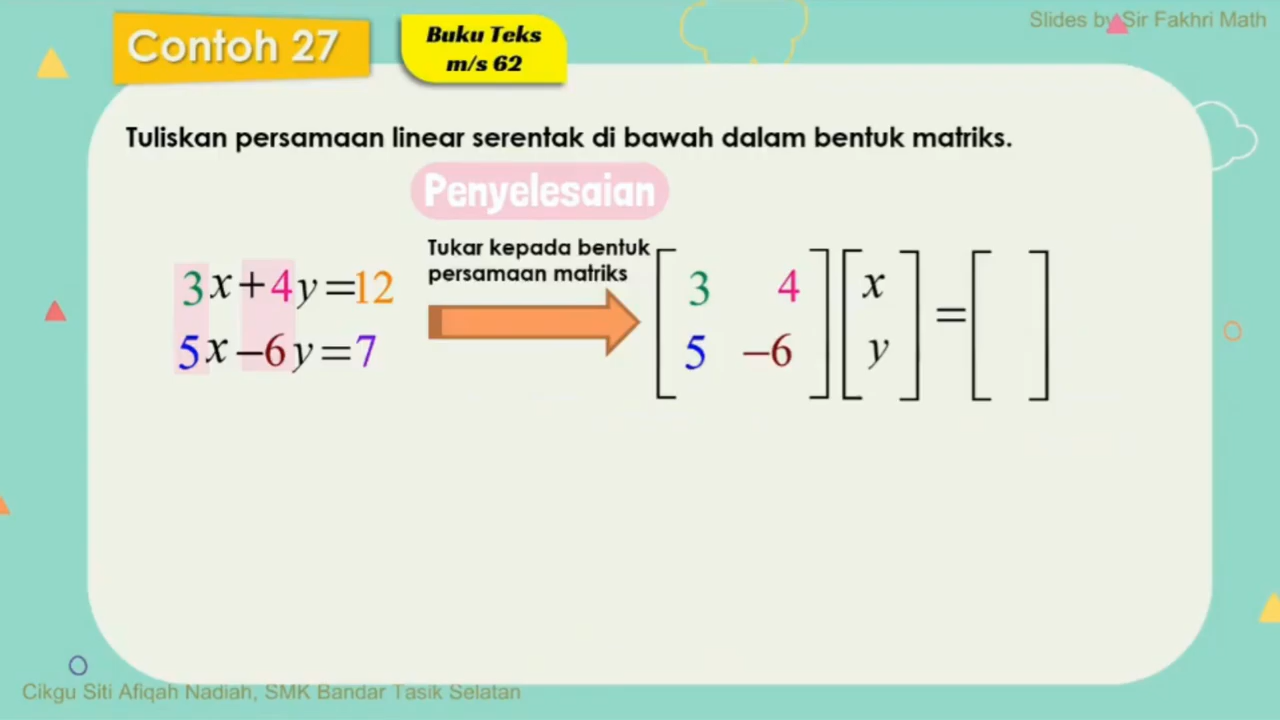 Slides by Sir Fakhri Math
Contoh 27
Buku Teks
m/s 62
Tuliskan persamaan linear serentak di bawah dalam bentuk matriks.
Penyelesaian
3x+4y=12
5x−6y=7
Tukar kepada bentuk
persamaan matriks
[3 4; 5 −6][x; y]=[ ]
Cikgu Siti Afiqah Nadiah, SMK Bandar Tasik Selatan